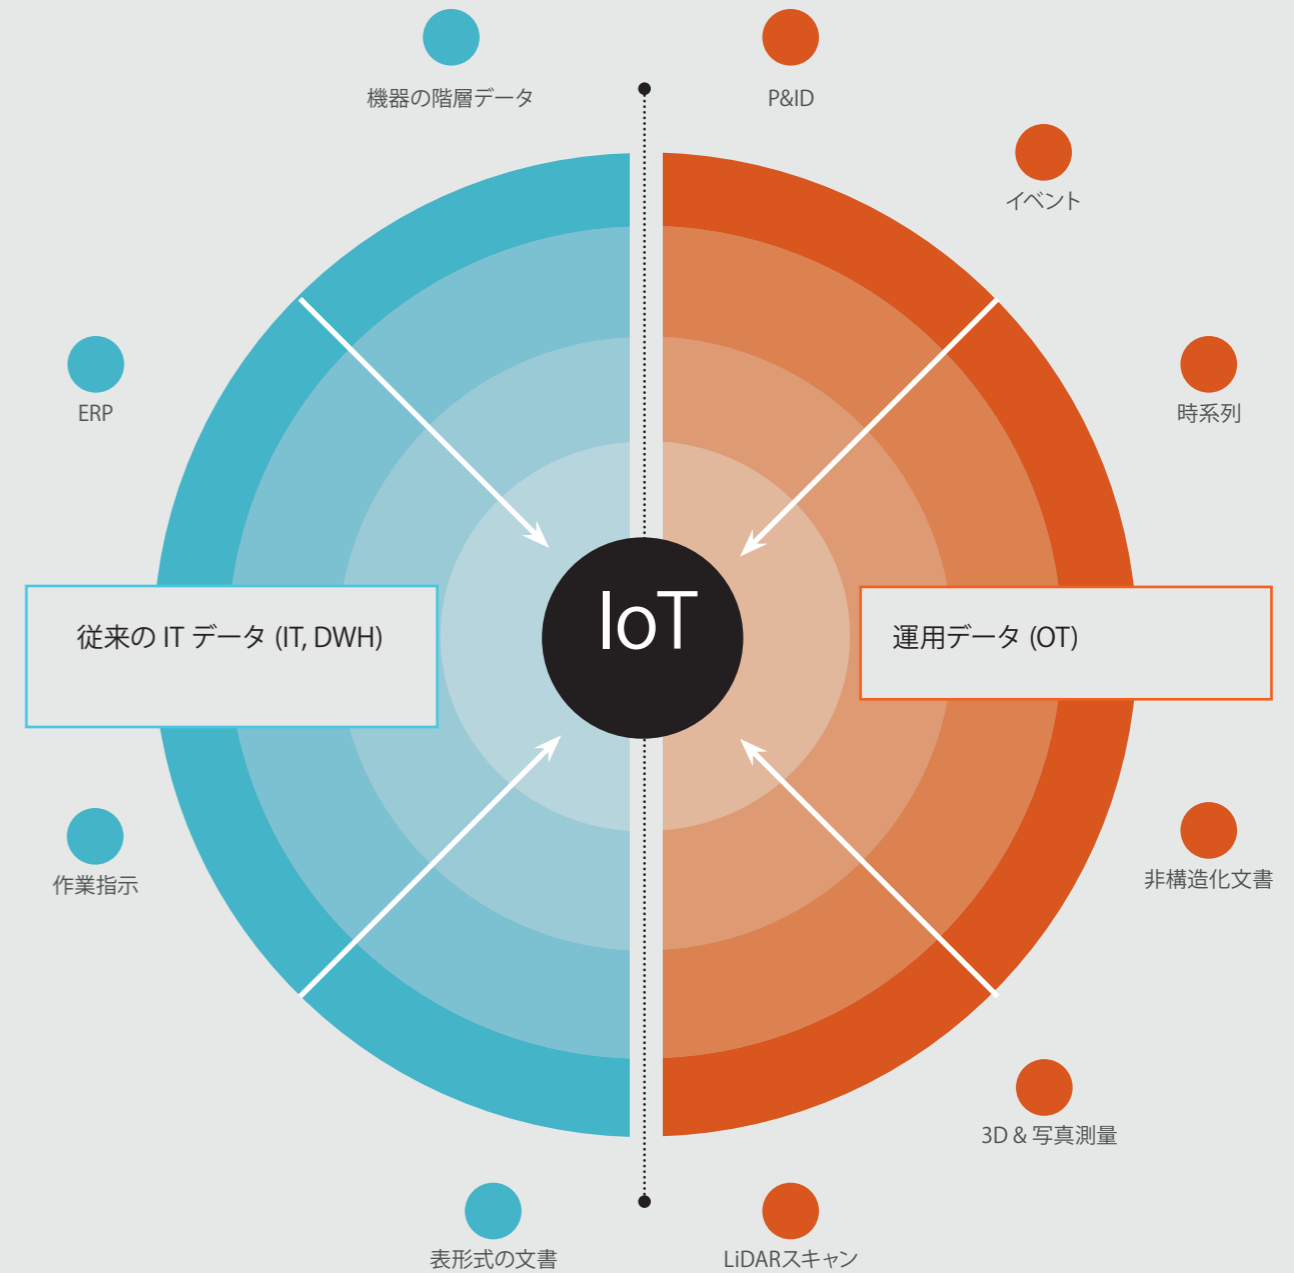 機器の階層データ
P&ID
イベント
ERP
時系列
IoT
従来の IT データ (IT, DWH)
運用データ (OT)
作業指示
非構造化文書
3D & 写真測量
表形式の文書
LiDARスキャン